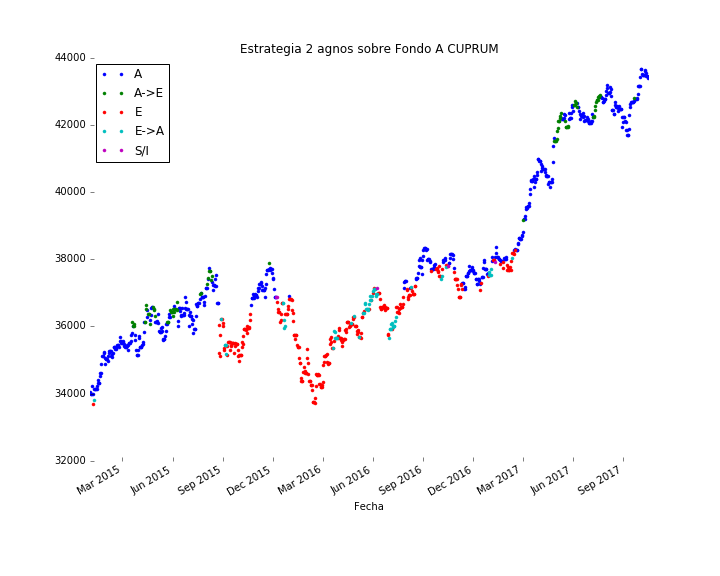 Estrategia 2 agnos sobre Fondo A CUPRUM
44000
42000
40000
38000
36000
34000
32000
A
A->E
E
E->A
S/I
Mar 2015
Jun 2015
Sep 2015
Dec 2015
Mar 2016
Jun 2016
Sep 2016
Dec 2016
Mar 2017
Jun 2017
Sep 2017
Fecha